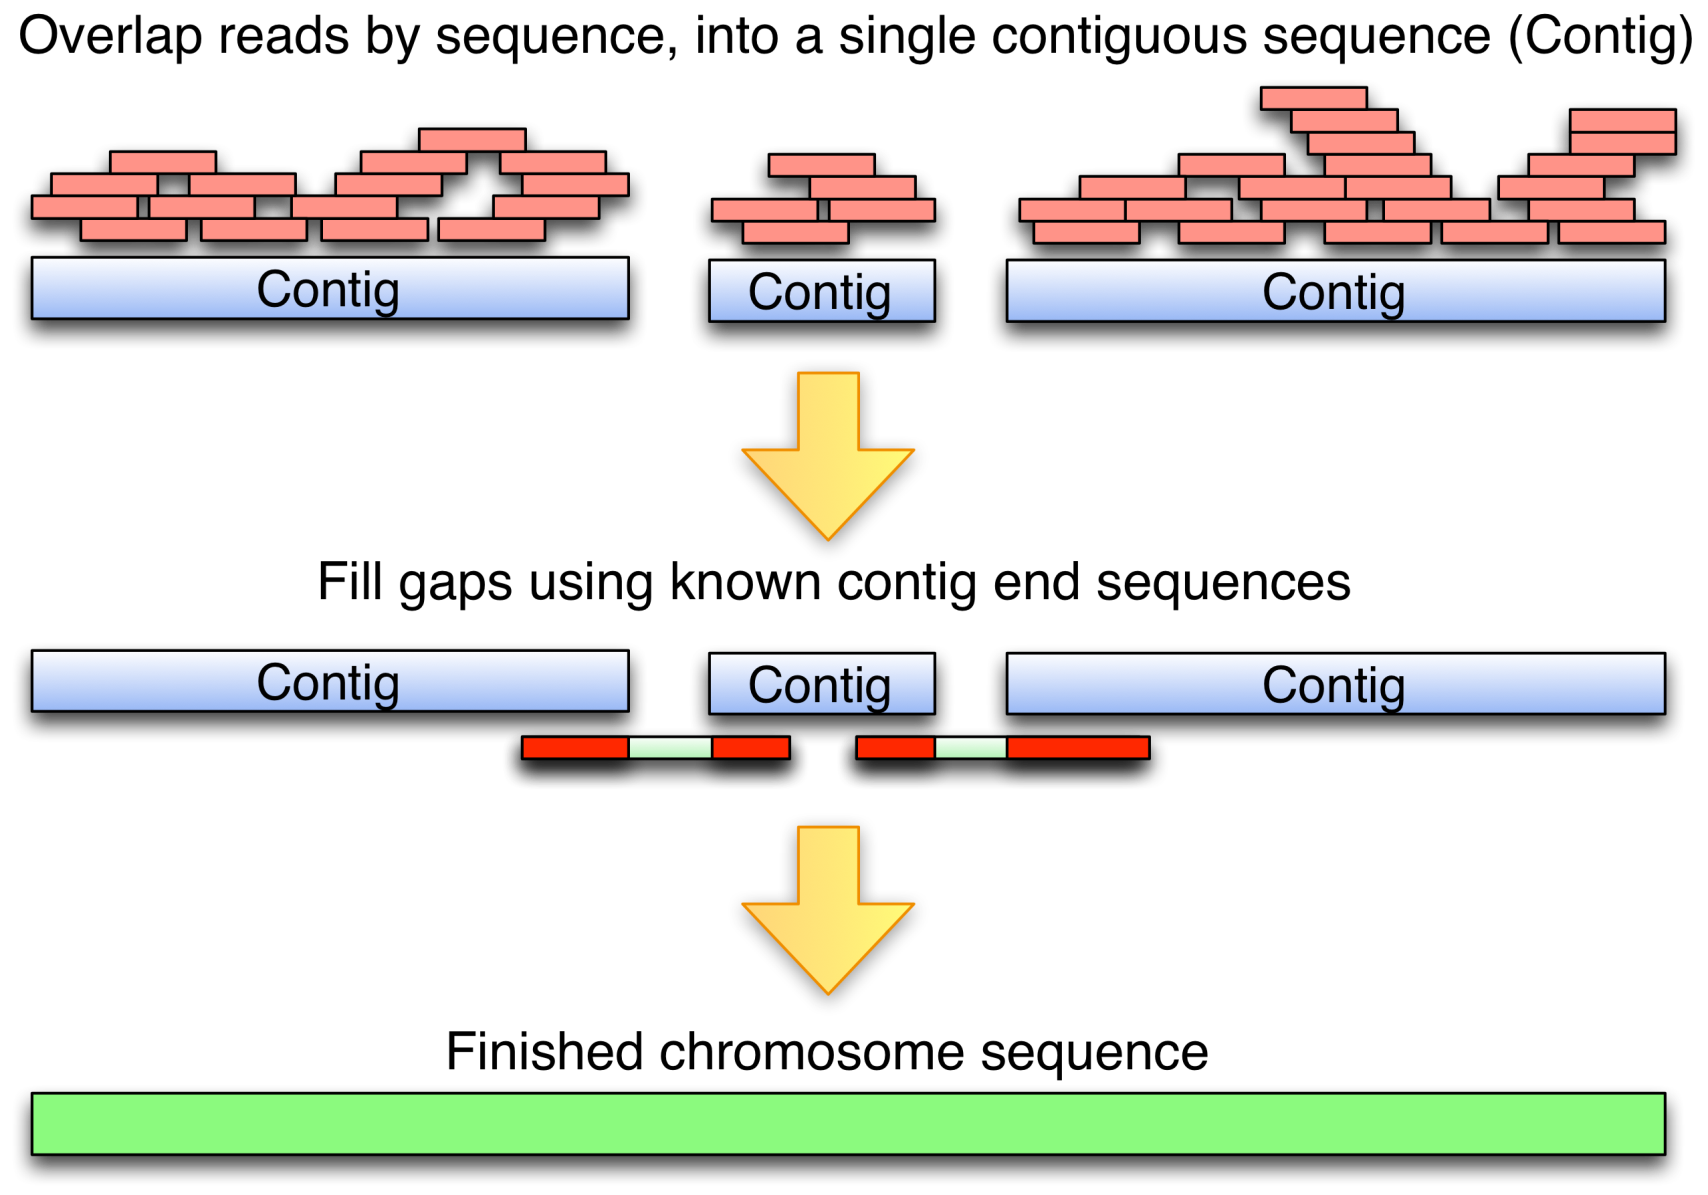 Overlap reads by sequence, into a single contiguous sequence (Contig)
Contig Contig Contig
Fill gaps using known contig end sequences
Contig Contig Contig
Finished chromosome sequence